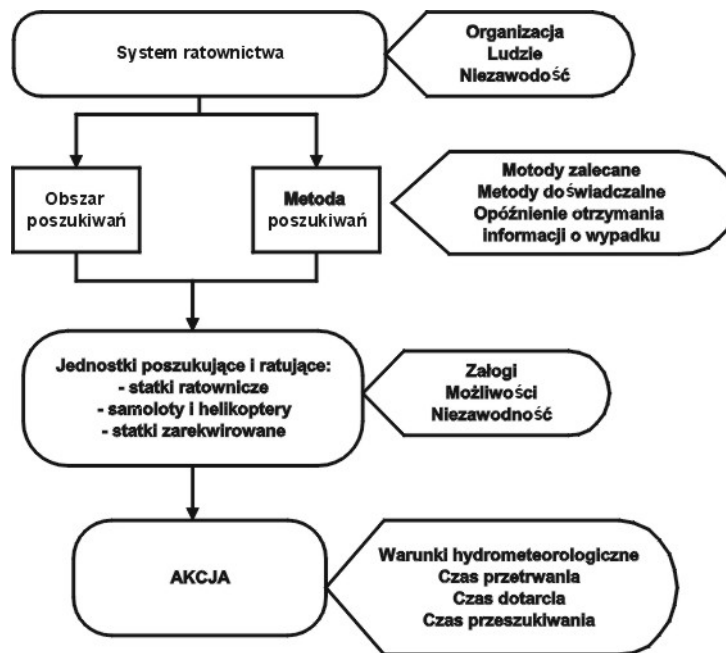 System ratownictwa
Organizacja
Ludzie
Niezawodość
Obszar
poszukiwań
Metoda
poszukiwań
Motody zalecane
Metody doświadczalne
Opóźnienie otrzymania
informacji o wypadku
Jednostki poszukujące i ratujące:
- statki ratownicze
- samoloty i helikoptery
- statki zarekwirowane
Załogi
Możliwości
Niezawodność
AKCJA
Warunki hydrometeorologiczne
Czas przetrwania
Czas dotarcia
Czas przeszukiwania